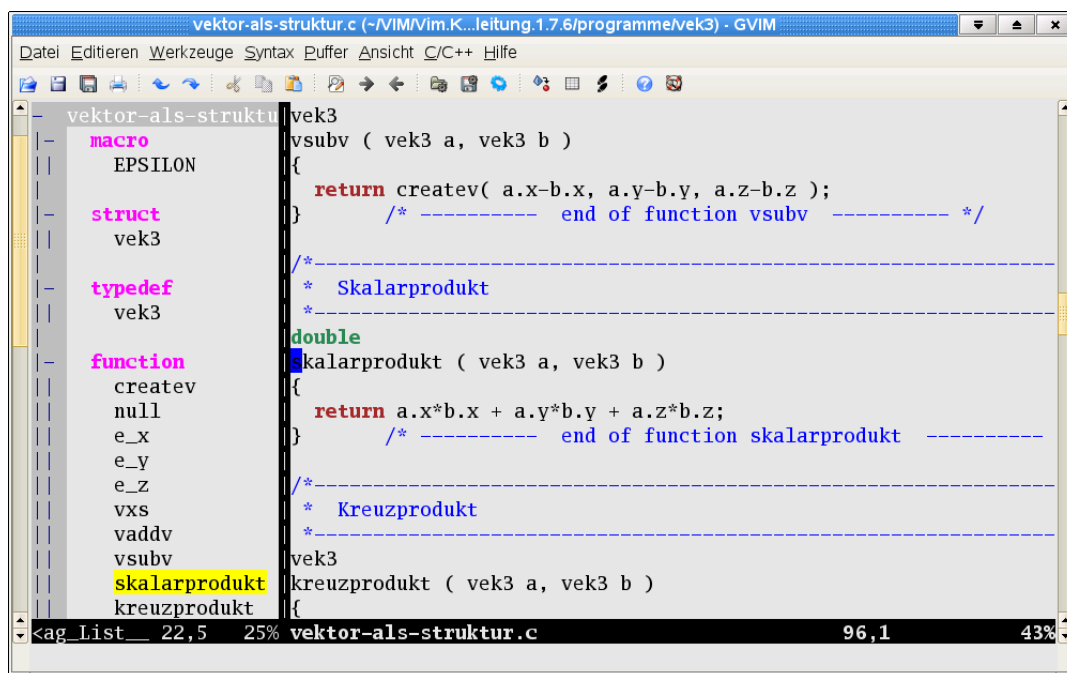 vektor-als-struktur.c (~/VIM/Vim.K...leitung.1.7.6/programme/vek3) - GVIM
Datei Editieren Werkzeuge Syntax Puffer Ansicht C/C++ Hilfe
- vektor-als-struktu
|- macro
|| EPSILON
|
|- struct
|| vek3
|
|- typedef
|| vek3
|
|- function
|| createv
|| null
|| e_x
|| e_y
|| e_z
|| vxs
|| vaddv
|| vsubv
|| skalarprodukt
|| kreuzprodukt
<ag_List__ 22,5 25%
vek3
vsubv ( vek3 a, vek3 b )
{
return createv( a.x-b.x, a.y-b.y, a.z-b.z );
} /* ---------- end of function vsubv ---------- */
/*---------------------------------------------------------------
* Skalarprodukt
*---------------------------------------------------------------
double
skalarprodukt ( vek3 a, vek3 b )
{
return a.x*b.x + a.y*b.y + a.z*b.z;
} /* ---------- end of function skalarprodukt ----------
/*---------------------------------------------------------------
* Kreuzprodukt
*---------------------------------------------------------------
vek3
kreuzprodukt ( vek3 a, vek3 b )
{
vektor-als-struktur.c 96,1 43%